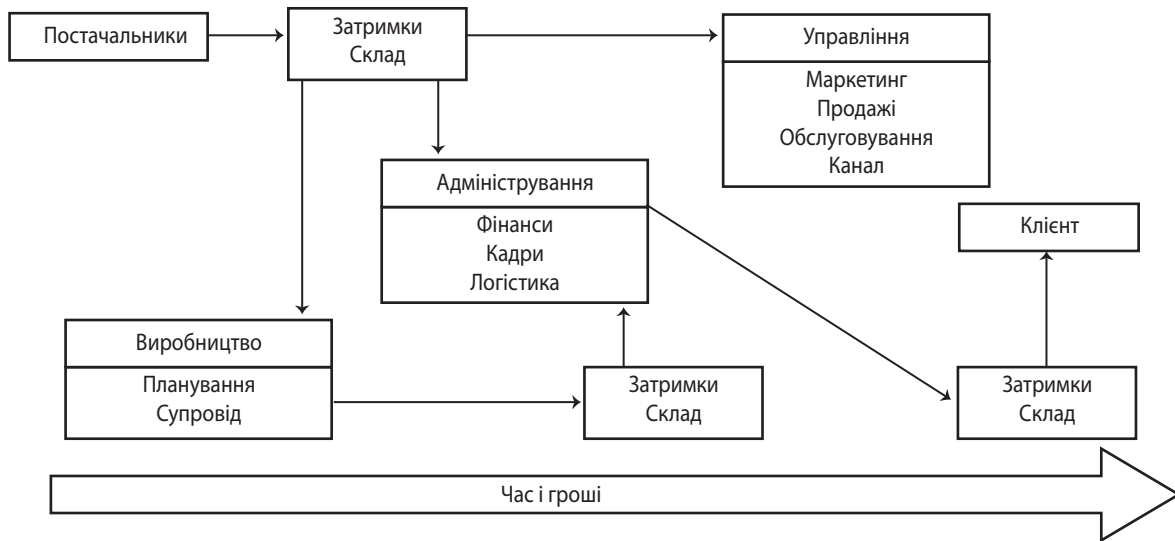 Постачальники
Затримки
Склад
Управління
Маркетинг
Продажі
Обслуговування
Канал
Адміністрування
Фінанси
Кадри
Логістика
Клієнт
Виробництво
Планування
Супровід
Затримки
Склад
Затримки
Склад
Час і гроші